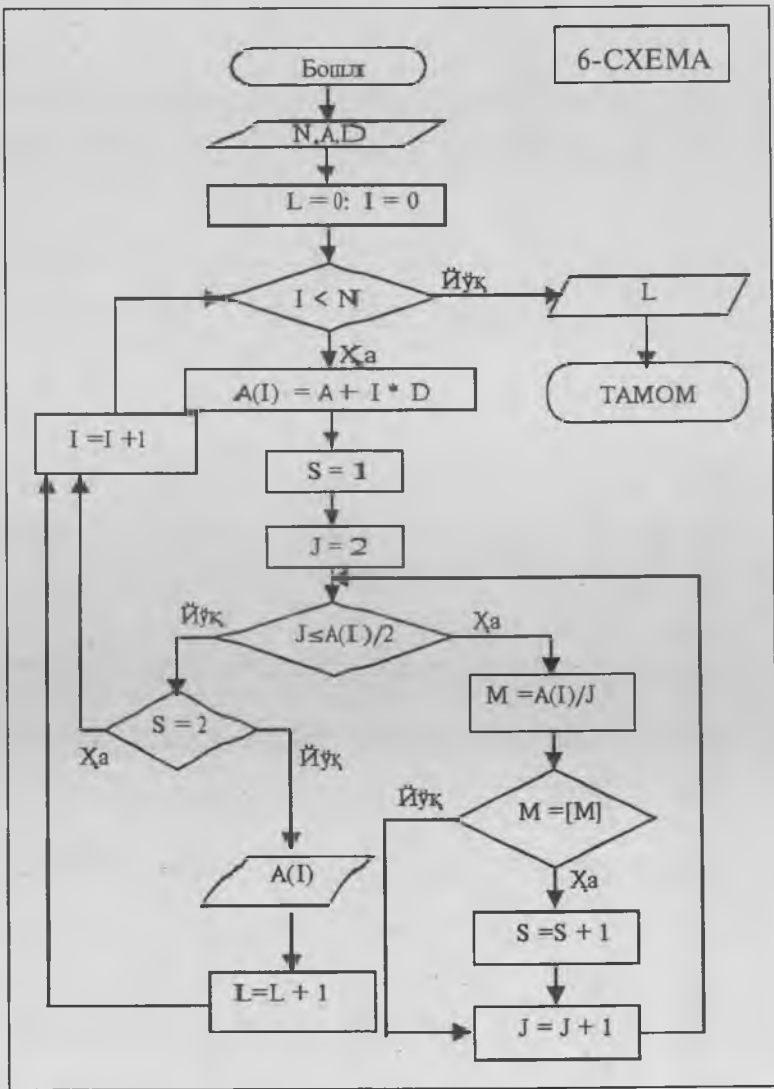 6-СХЕМА
Бошл
N,A,D
L = 0: I = 0
I < N
Йўқ
L
Ҳа
ТАМОМ
A(I) = A + I * D
I =I +1
S = 1
J = 2
Йўқ
J≤A(I)/2
Ҳа
M =A(I)/J
S = 2
Ҳа
Йўқ
Йўқ
M =[M]
A(I)
Ҳа
S =S + 1
L=L + 1
J = J + 1